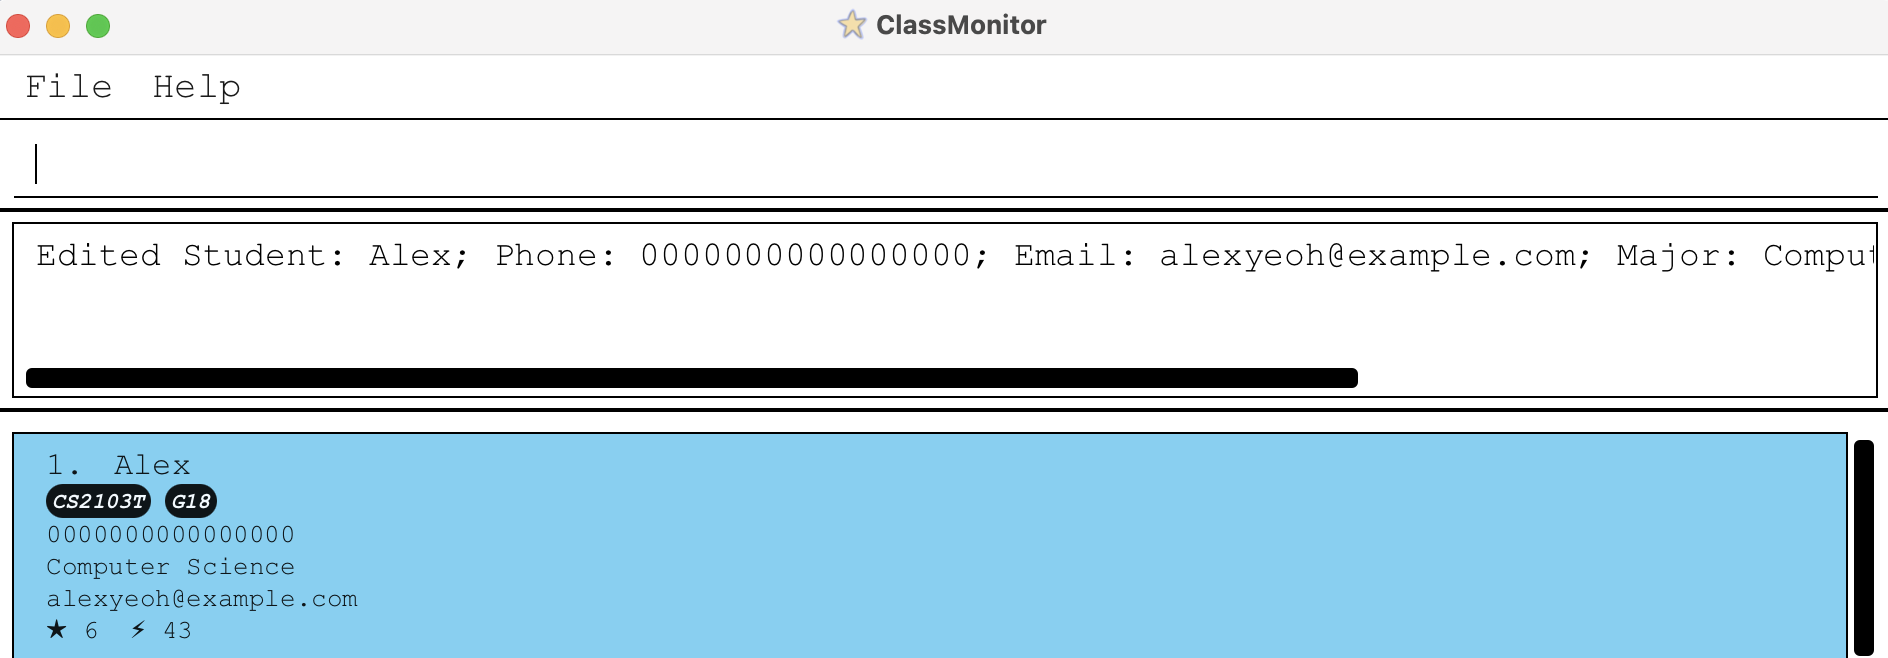 ClassMonitor
File Help
Edited Student: Alex; Phone: 0000000000000000; Email: alexyeoh@example.com; Major: Comput
1. Alex
CS2103T G18
0000000000000000
Computer Science
alexyeoh@example.com
★ 6 ⚡ 43